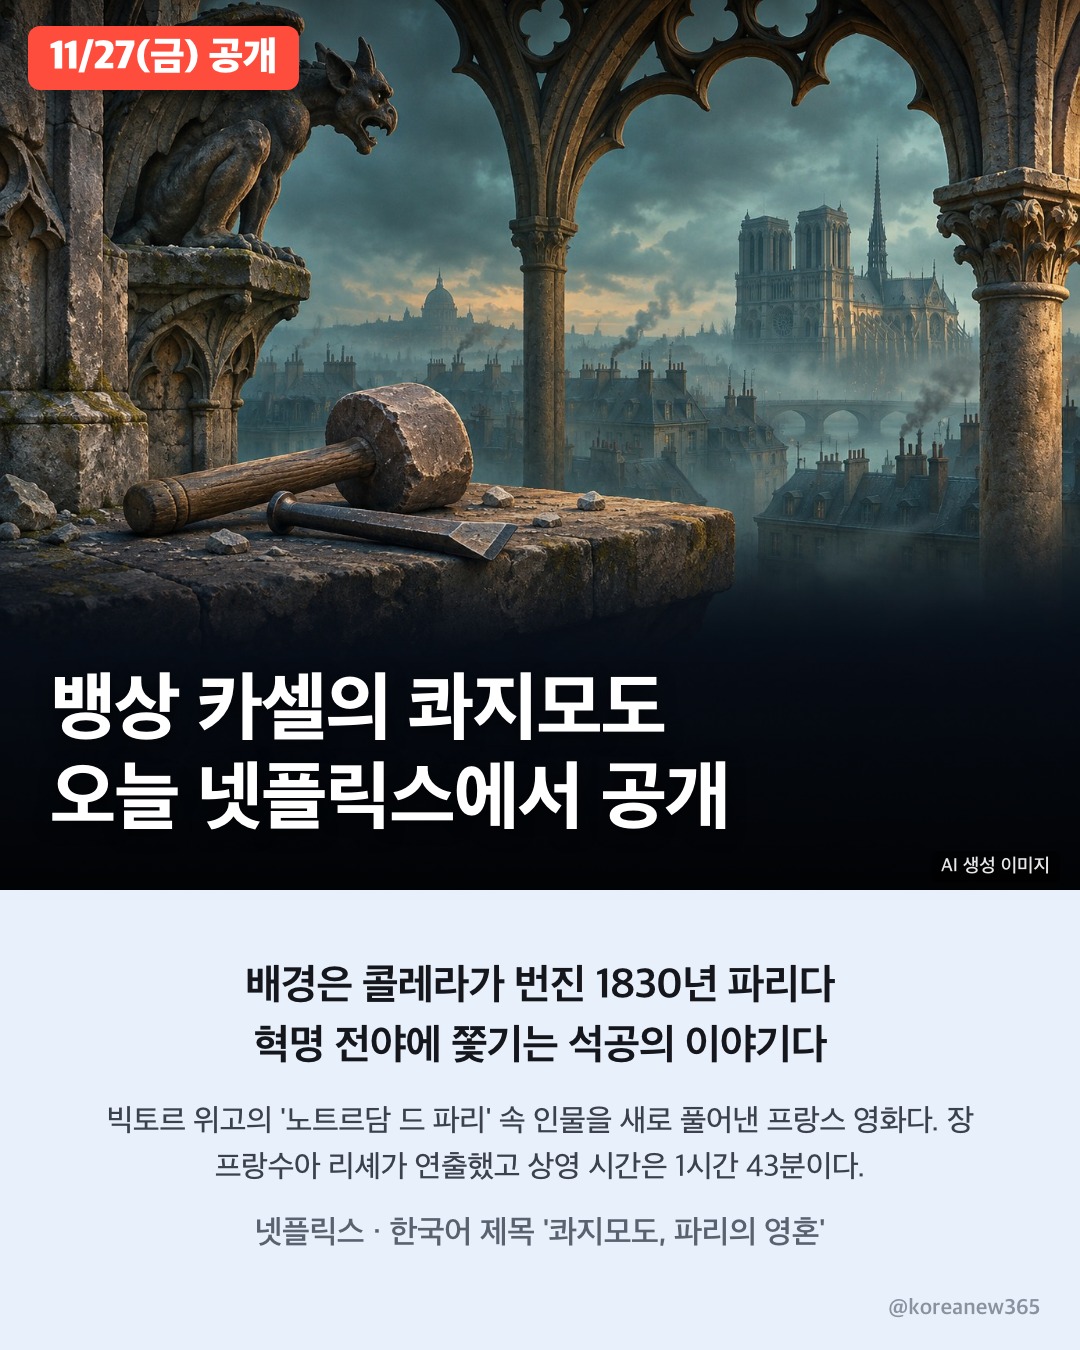 11/27(금) 공개
뱅상 카셀의 콰지모도
오늘 넷플릭스에서 공개
AI 생성 이미지
배경은 콜레라가 번진 1830년 파리다
혁명 전야에 쫓기는 석공의 이야기다
빅토르 위고의 '노트르담 드 파리' 속 인물을 새로 풀어낸 프랑스 영화다. 장
프랑수아 리셰가 연출했고 상영 시간은 1시간 43분이다.
넷플릭스 · 한국어 제목 '콰지모도, 파리의 영혼'
@koreanew365